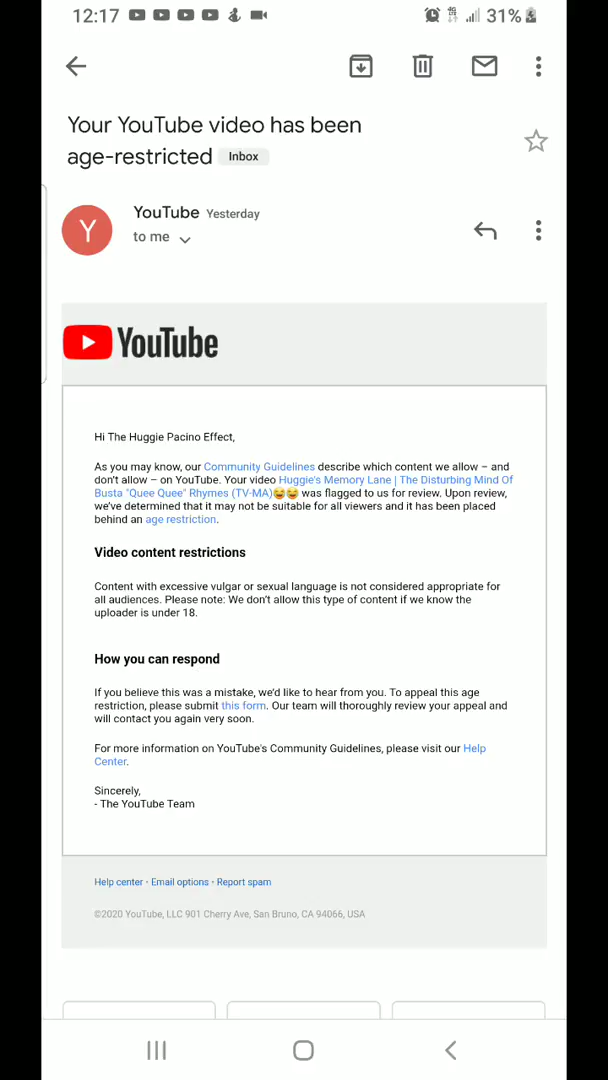 12:17
4G
31%
Your YouTube video has been
age-restricted Inbox
Y
YouTube Yesterday
to me
YouTube
Hi The Huggie Pacino Effect,
As you may know, our Community Guidelines describe which content we allow – and
don't allow – on YouTube. Your video Huggie's Memory Lane | The Disturbing Mind Of
Busta "Quee Quee" Rhymes (TV-MA)😂😂 was flagged to us for review. Upon review,
we've determined that it may not be suitable for all viewers and it has been placed
behind an age restriction.
Video content restrictions
Content with excessive vulgar or sexual language is not considered appropriate for
all audiences. Please note: We don't allow this type of content if we know the
uploader is under 18.
How you can respond
If you believe this was a mistake, we'd like to hear from you. To appeal this age
restriction, please submit this form. Our team will thoroughly review your appeal and
will contact you again very soon.
For more information on YouTube's Community Guidelines, please visit our Help
Center.
Sincerely,
- The YouTube Team
Help center · Email options · Report spam
©2020 YouTube, LLC 901 Cherry Ave, San Bruno, CA 94066, USA